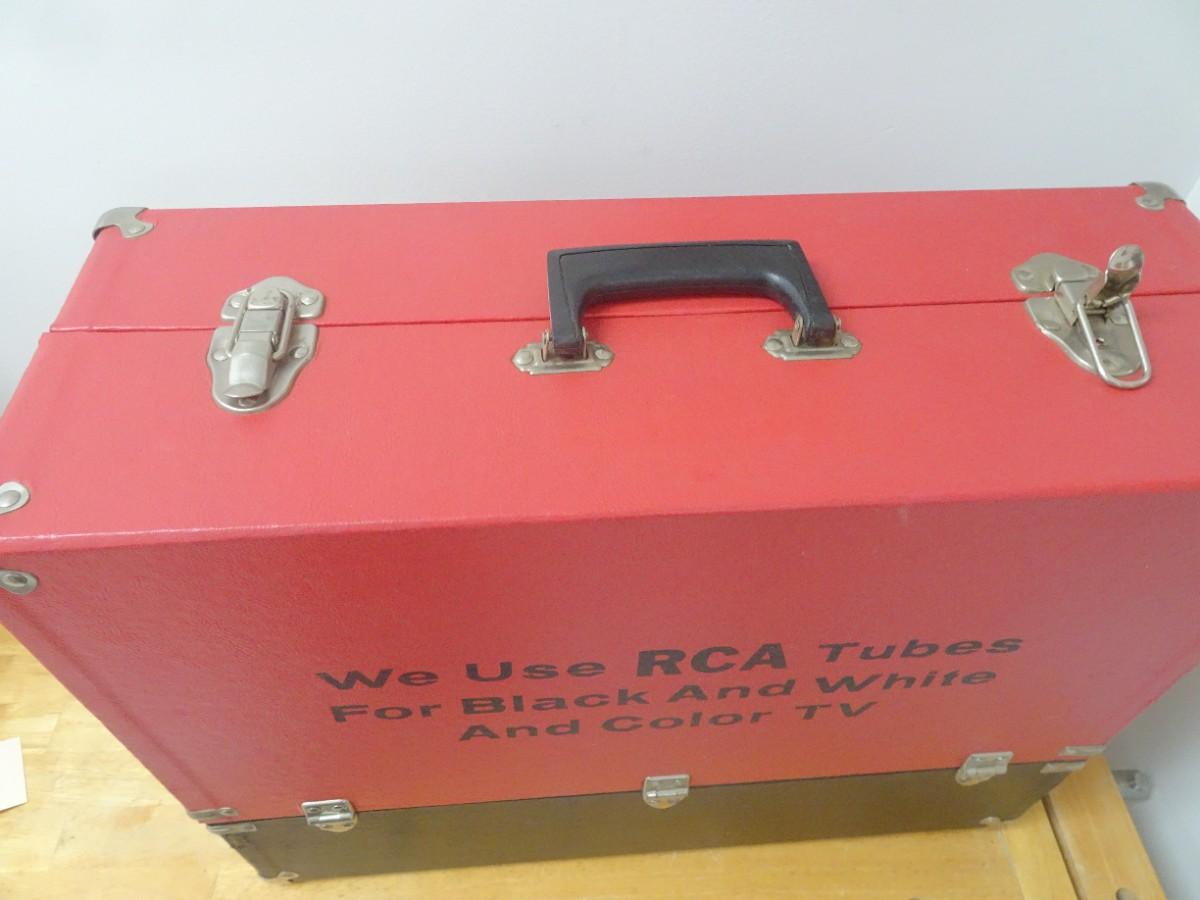 We Use RCA Tubes
For Black And White
And Color TV